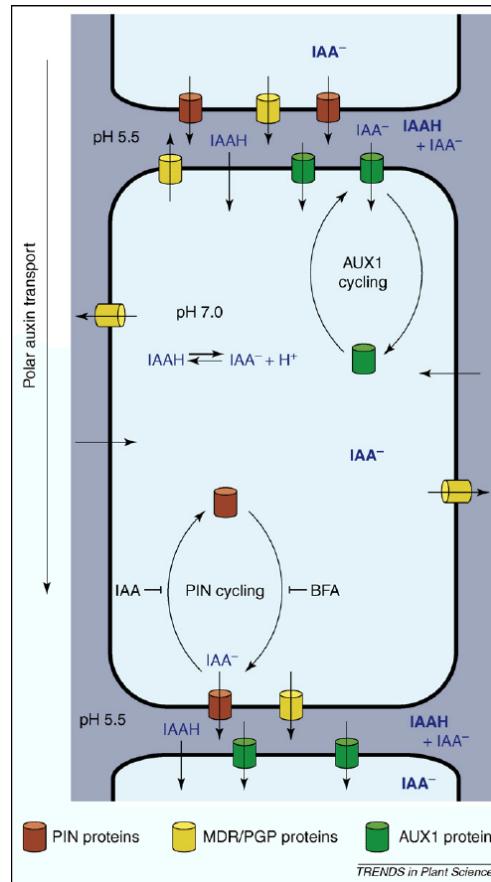 IAA⁻
pH 5.5
IAAH
IAA⁻
IAAH
+ IAA⁻
AUX1
cycling
Polar auxin transport
pH 7.0
IAAH ⇌ IAA⁻ + H⁺
IAA⁻
IAA
PIN cycling
BFA
IAA⁻
pH 5.5
IAAH
IAAH
+ IAA⁻
IAA⁻
PIN proteins
MDR/PGP proteins
AUX1 protein
TRENDS in Plant Science